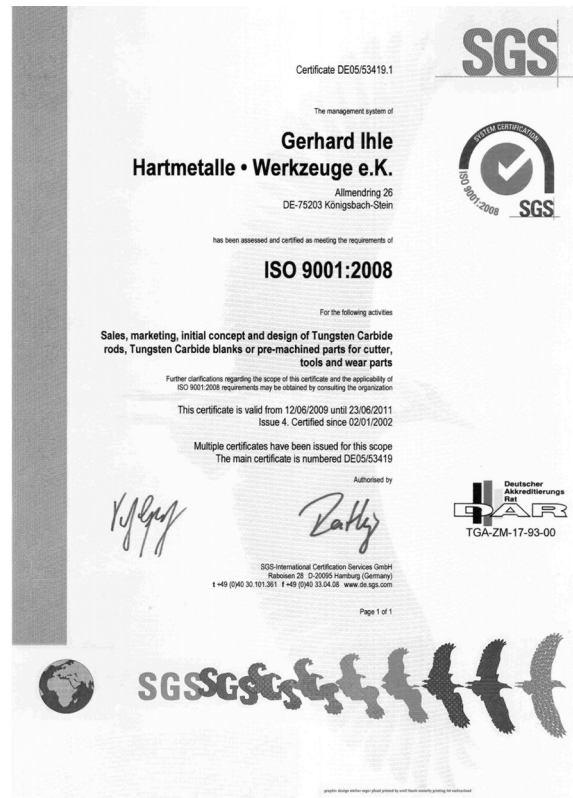 SGS
Certificate DE05/53419.1
The management system of
Gerhard Ihle
Hartmetalle • Werkzeuge e.K.
Allmendring 26
DE-75203 Königsbach-Stein
SYSTEM CERTIFICATION
ISO 9001:2008
SGS
has been assessed and certified as meeting the requirements of
ISO 9001:2008
For the following activities
Sales, marketing, initial concept and design of Tungsten Carbide
rods, Tungsten Carbide blanks or pre-machined parts for cutter,
tools and wear parts
Further clarifications regarding the scope of this certificate and the applicability of
ISO 9001:2008 requirements may be obtained by consulting the organization
This certificate is valid from 12/06/2009 until 23/06/2011
Issue 4. Certified since 02/01/2002
Multiple certificates have been issued for this scope
The main certificate is numbered DE05/53419
Authorised by
Deutscher
Akkreditierungs
Rat
DAR
TGA-ZM-17-93-00
SGS-International Certification Services GmbH
Raboisen 28 D-20095 Hamburg (Germany)
t +49 (0)40 30.101.361 f +49 (0)40 33.04.08 www.de.sgs.com
Page 1 of 1
SGSSGS